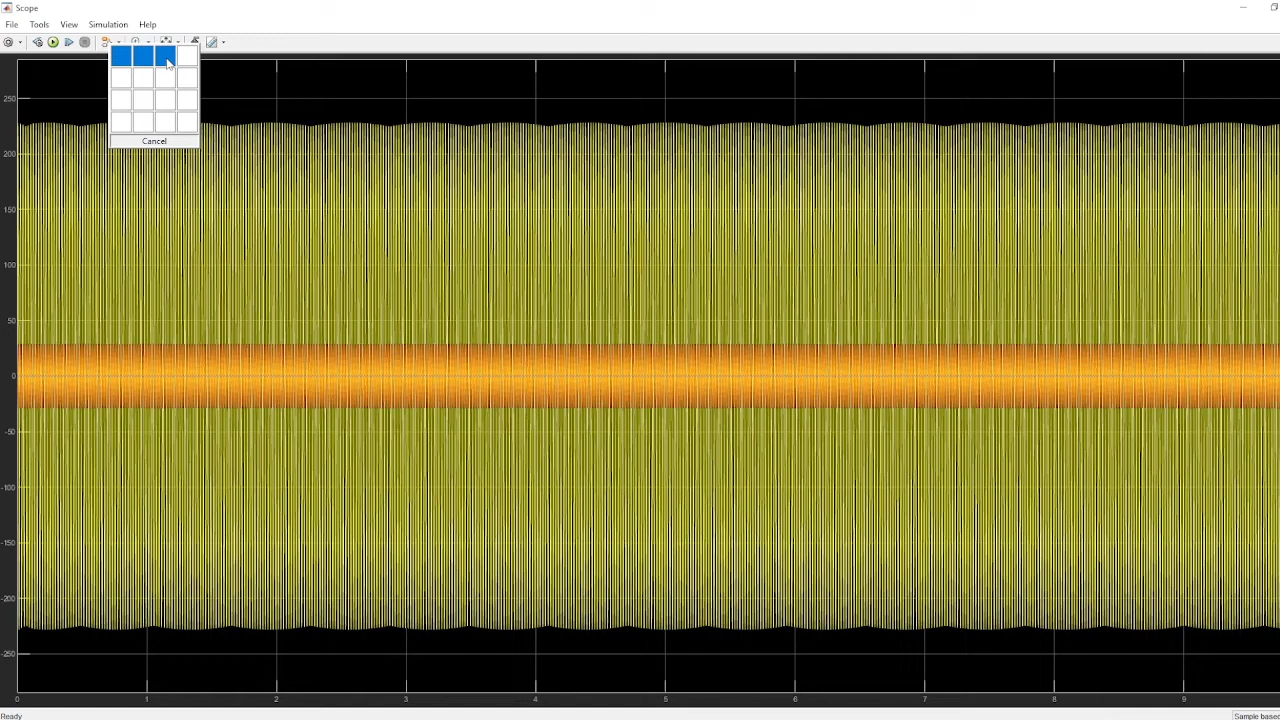 Scope
File Tools View Simulation Help
Cancel
250
200
150
100
50
0
-50
-100
-150
-200
-250
0 1 2 3 4 5 6 7 8 9
Ready Sample based